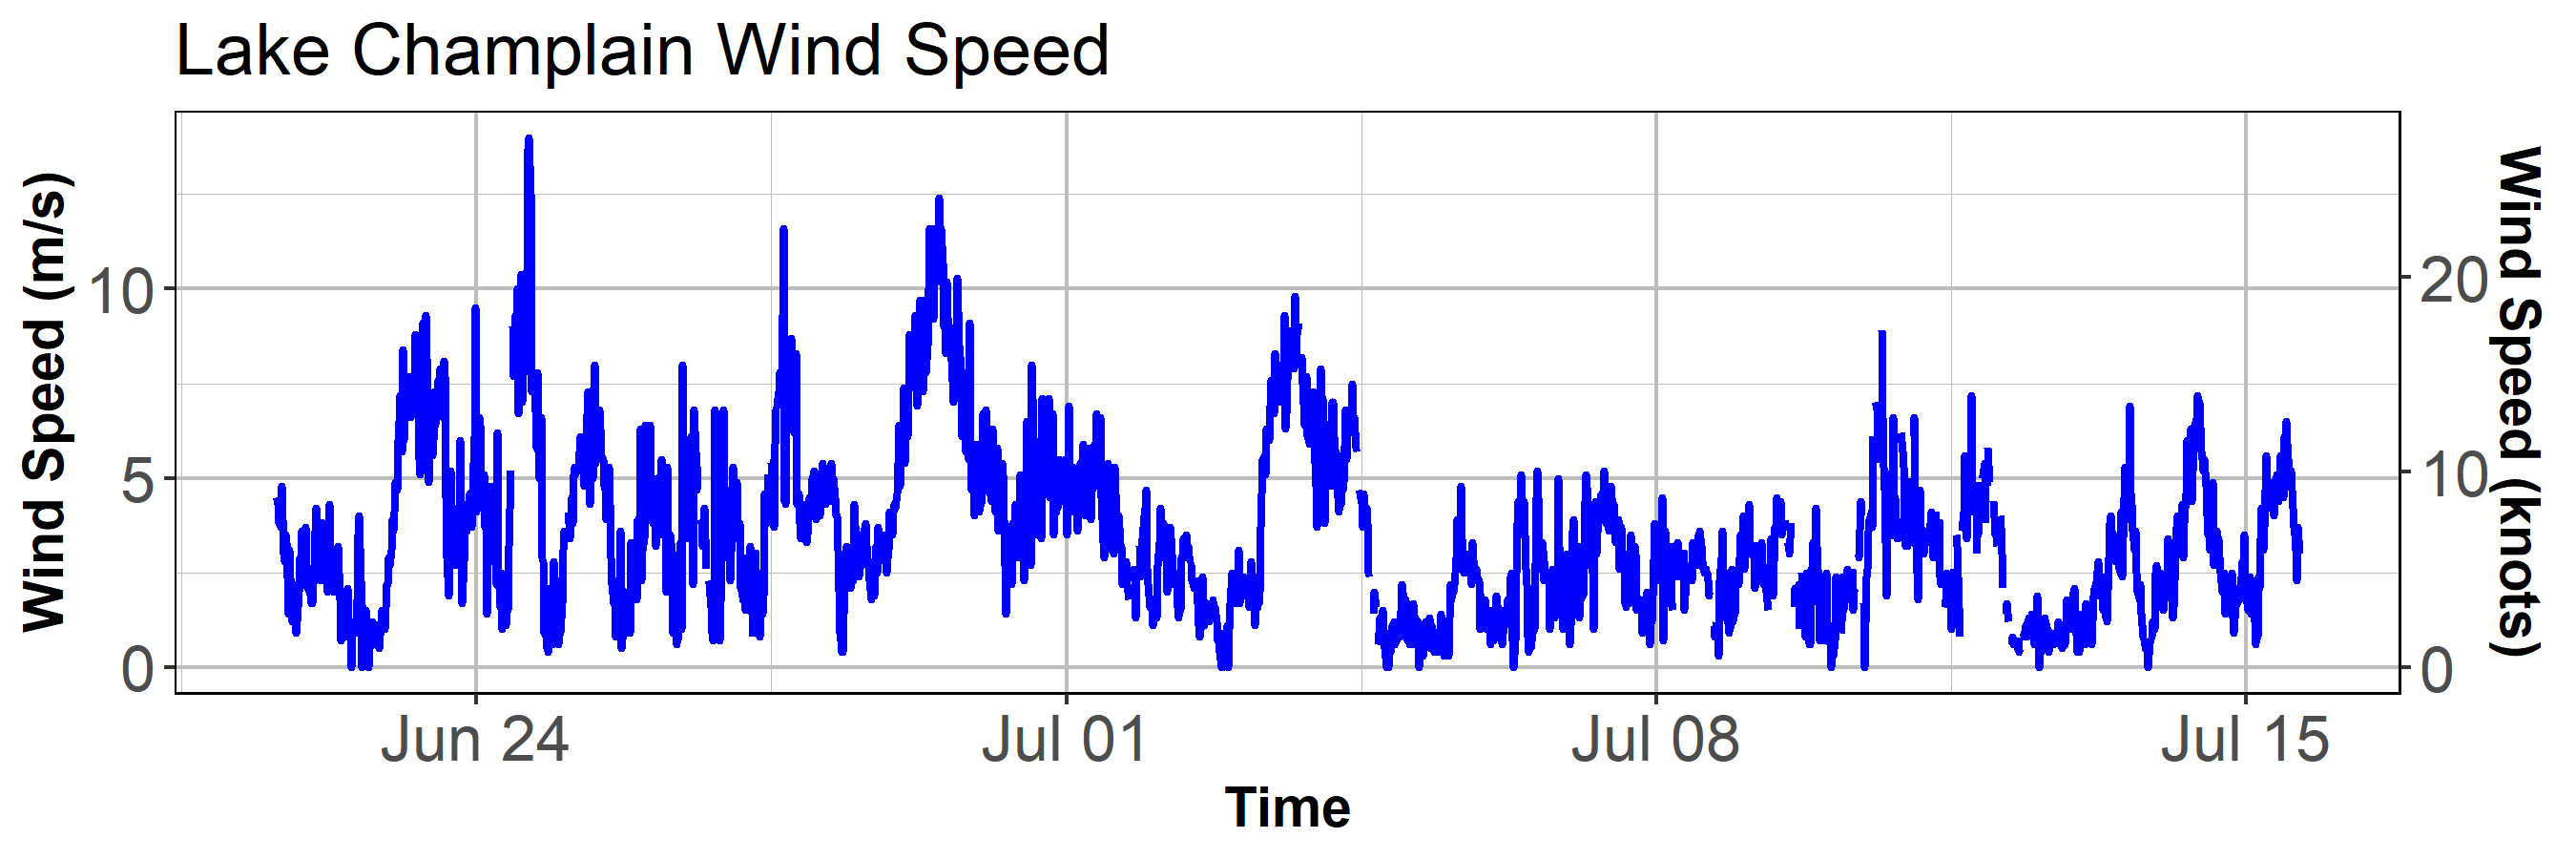 Lake Champlain Wind Speed
Wind Speed (m/s)
10
5
0
20
10
0
Wind Speed (knots)
Jun 24
Jul 01
Jul 08
Jul 15
Time